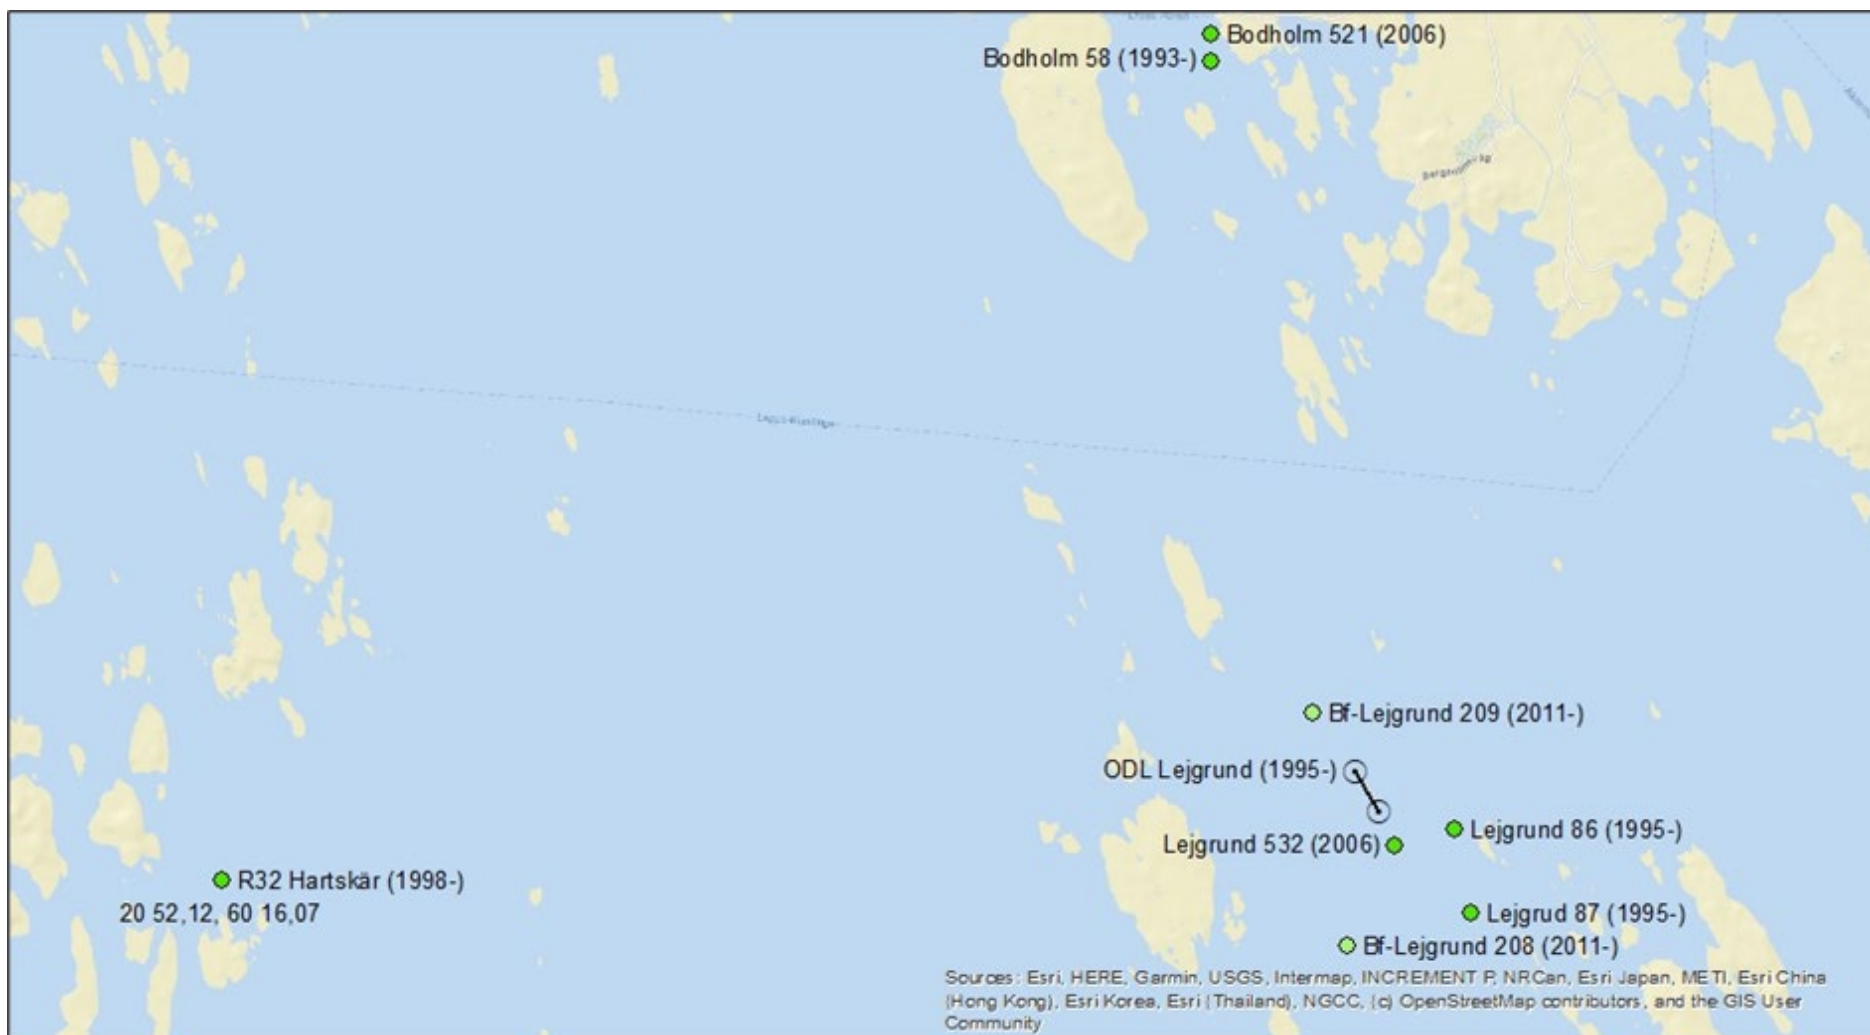 Bodholm 521 (2006)
Bodholm 58 (1993-)
Bf-Lejgrund 209 (2011-)
ODL Lejgrund (1995-)
Lejgrund 86 (1995-)
Lejgrund 532 (2006)
R32 Hartskär (1998-)
20 52,12, 60 16,07
Lejgrud 87 (1995-)
Bf-Lejgrund 208 (2011-)
Sources: Esri, HERE, Garmin, USGS, Intermap, INCREMENT P, NRCan, Esri Japan, METI, Esri China
(Hong Kong), Esri Korea, Esri (Thailand), NGCC, (c) OpenStreetMap contributors, and the GIS User
Community